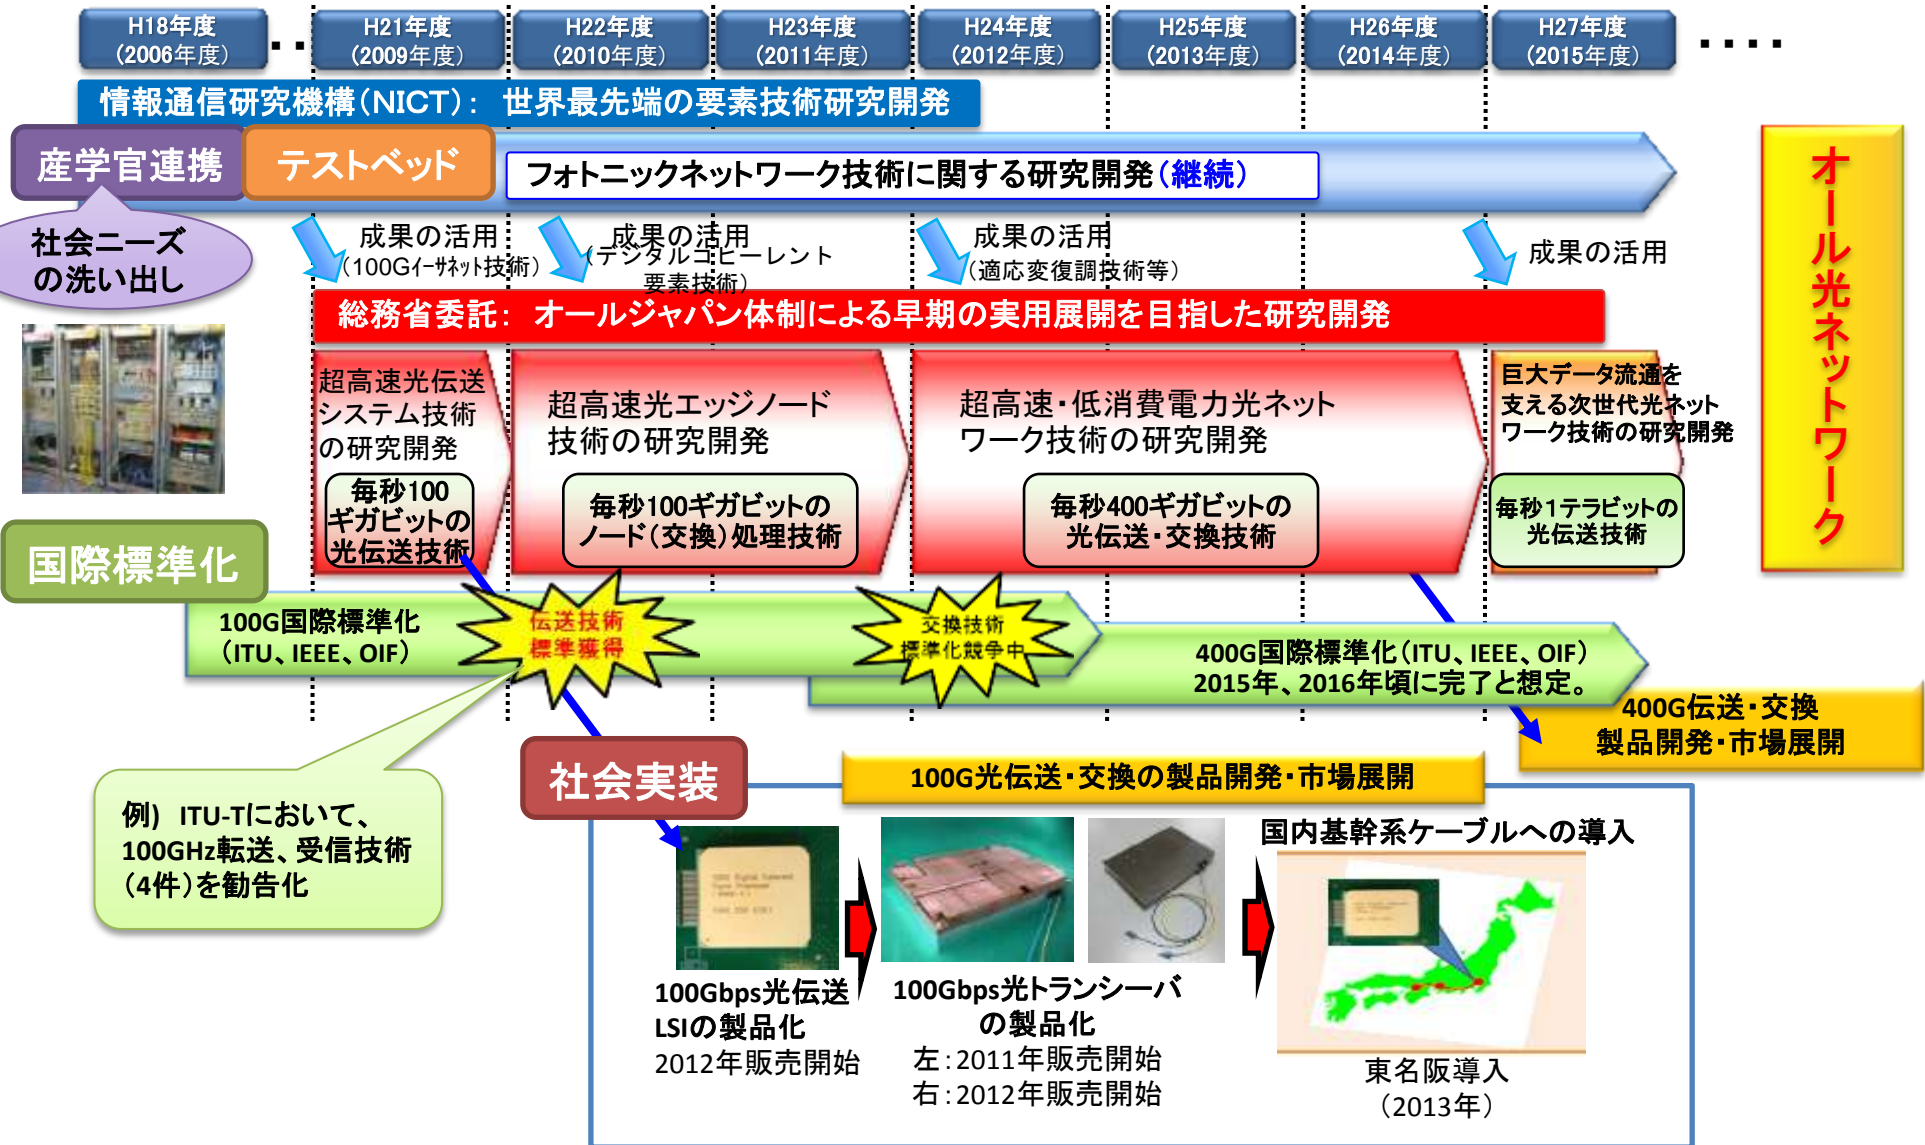 H18年度
(2006年度)
‥
H21年度
(2009年度)
H22年度
(2010年度)
H23年度
(2011年度)
H24年度
(2012年度)
H25年度
(2013年度)
H26年度
(2014年度)
H27年度
(2015年度)
‥‥
情報通信研究機構(NICT): 世界最先端の要素技術研究開発
産学官連携
テストベッド
フォトニックネットワーク技術に関する研究開発(継続)
社会ニーズ
の洗い出し
成果の活用
(100Gイーサネット技術)
成果の活用
(デジタルコヒーレント
要素技術)
成果の活用
(適応変復調技術等)
成果の活用
総務省委託: オールジャパン体制による早期の実用展開を目指した研究開発
超高速光伝送
システム技術
の研究開発
毎秒100
ギガビットの
光伝送技術
超高速光エッジノード
技術の研究開発
毎秒100ギガビットの
ノード(交換)処理技術
超高速・低消費電力光ネット
ワーク技術の研究開発
毎秒400ギガビットの
光伝送・交換技術
巨大データ流通を
支える次世代光ネット
ワーク技術の研究開発
毎秒1テラビットの
光伝送技術
オール光ネットワーク
国際標準化
100G国際標準化
(ITU、IEEE、OIF)
伝送技術
標準獲得
交換技術
標準化競争中
400G国際標準化(ITU、IEEE、OIF)
2015年、2016年頃に完了と想定。
400G伝送・交換
製品開発・市場展開
例) ITU-Tにおいて、
100GHz転送、受信技術
(4件)を勧告化
社会実装
100G光伝送・交換の製品開発・市場展開
100Gbps光伝送
LSIの製品化
2012年販売開始
100Gbps光トランシーバ
の製品化
左:2011年販売開始
右:2012年販売開始
国内基幹系ケーブルへの導入
東名阪導入
(2013年)